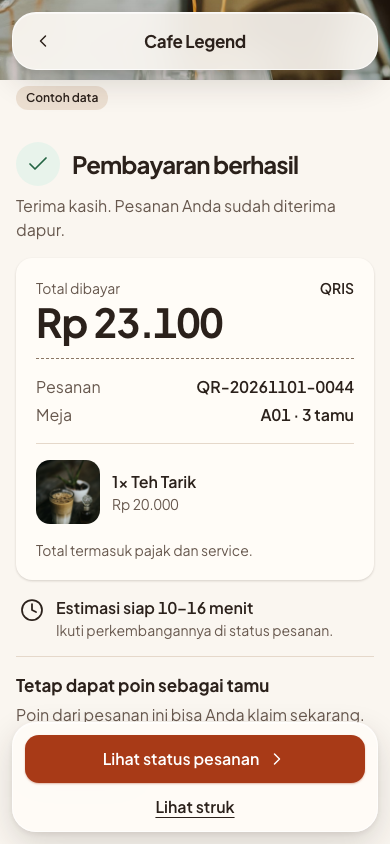 Cafe Legend
Contoh data
Pembayaran berhasil
Terima kasih. Pesanan Anda sudah diterima
dapur.
Total dibayar
QRIS
Rp 23.100
Pesanan
QR-20261101-0044
Meja
A01 · 3 tamu
1× Teh Tarik
Rp 20.000
Total termasuk pajak dan service.
Estimasi siap 10–16 menit
Ikuti perkembangannya di status pesanan.
Tetap dapat poin sebagai tamu
Poin dari pesanan ini bisa Anda klaim sekarang.
Lihat status pesanan
Lihat struk